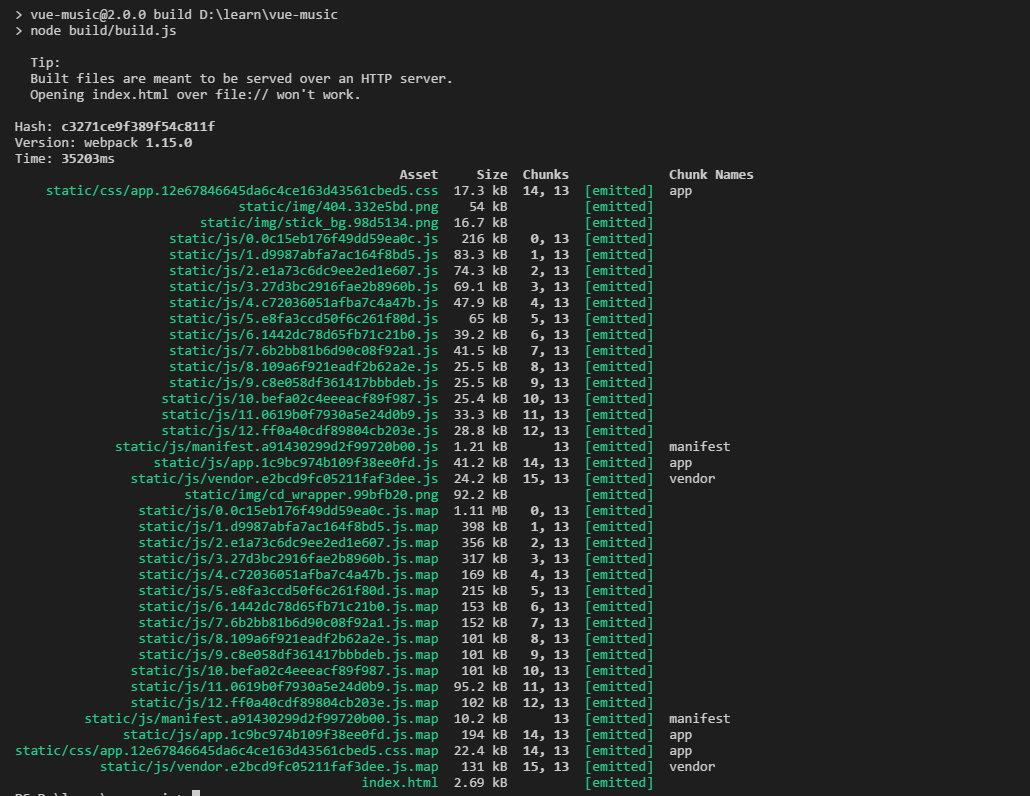 > vue-music@2.0.0 build D:\learn\vue-music
> node build/build.js
Tip:
Built files are meant to be served over an HTTP server.
Opening index.html over file:// won't work.
Hash: c3271ce9f389f54c811f
Version: webpack 1.15.0
Time: 35203ms
Asset Size Chunks Chunk Names
static/css/app.12e67846645da6c4ce163d43561cbed5.css 17.3 kB 14, 13 [emitted] app
static/img/404.332e5bd.png 54 kB [emitted]
static/img/stick_bg.98d5134.png 16.7 kB [emitted]
static/js/0.0c15eb176f49dd59ea0c.js 216 kB 0, 13 [emitted]
static/js/1.d9987abfa7ac164f8bd5.js 83.3 kB 1, 13 [emitted]
static/js/2.e1a73c6dc9ee2ed1e607.js 74.3 kB 2, 13 [emitted]
static/js/3.27d3bc2916fae2b8960b.js 69.1 kB 3, 13 [emitted]
static/js/4.c72036051afba7c4a47b.js 47.9 kB 4, 13 [emitted]
static/js/5.e8fa3ccd50f6c261f80d.js 65 kB 5, 13 [emitted]
static/js/6.1442dc78d65fb71c21b0.js 39.2 kB 6, 13 [emitted]
static/js/7.6b2bb81b6d90c08f92a1.js 41.5 kB 7, 13 [emitted]
static/js/8.109a6f921eadf2b62a2e.js 25.5 kB 8, 13 [emitted]
static/js/9.c8e058df361417bbbdeb.js 25.5 kB 9, 13 [emitted]
static/js/10.befa02c4eeeacf89f987.js 25.4 kB 10, 13 [emitted]
static/js/11.0619b0f7930a5e24d0b9.js 33.3 kB 11, 13 [emitted]
static/js/12.ff0a40cdf89804cb203e.js 28.8 kB 12, 13 [emitted]
static/js/manifest.a91430299d2f99720b00.js 1.21 kB 13 [emitted] manifest
static/js/app.1c9bc974b109f38ee0fd.js 41.2 kB 14, 13 [emitted] app
static/js/vendor.e2bcd9fc05211faf3dee.js 24.2 kB 15, 13 [emitted] vendor
static/img/cd_wrapper.99bfb20.png 92.2 kB [emitted]
static/js/0.0c15eb176f49dd59ea0c.js.map 1.11 MB 0, 13 [emitted]
static/js/1.d9987abfa7ac164f8bd5.js.map 398 kB 1, 13 [emitted]
static/js/2.e1a73c6dc9ee2ed1e607.js.map 356 kB 2, 13 [emitted]
static/js/3.27d3bc2916fae2b8960b.js.map 317 kB 3, 13 [emitted]
static/js/4.c72036051afba7c4a47b.js.map 169 kB 4, 13 [emitted]
static/js/5.e8fa3ccd50f6c261f80d.js.map 215 kB 5, 13 [emitted]
static/js/6.1442dc78d65fb71c21b0.js.map 153 kB 6, 13 [emitted]
static/js/7.6b2bb81b6d90c08f92a1.js.map 152 kB 7, 13 [emitted]
static/js/8.109a6f921eadf2b62a2e.js.map 101 kB 8, 13 [emitted]
static/js/9.c8e058df361417bbbdeb.js.map 101 kB 9, 13 [emitted]
static/js/10.befa02c4eeeacf89f987.js.map 101 kB 10, 13 [emitted]
static/js/11.0619b0f7930a5e24d0b9.js.map 95.2 kB 11, 13 [emitted]
static/js/12.ff0a40cdf89804cb203e.js.map 102 kB 12, 13 [emitted]
static/js/manifest.a91430299d2f99720b00.js.map 10.2 kB 13 [emitted] manifest
static/js/app.1c9bc974b109f38ee0fd.js.map 194 kB 14, 13 [emitted] app
static/css/app.12e67846645da6c4ce163d43561cbed5.css.map 22.4 kB 14, 13 [emitted] app
static/js/vendor.e2bcd9fc05211faf3dee.js.map 131 kB 15, 13 [emitted] vendor
index.html 2.69 kB [emitted]